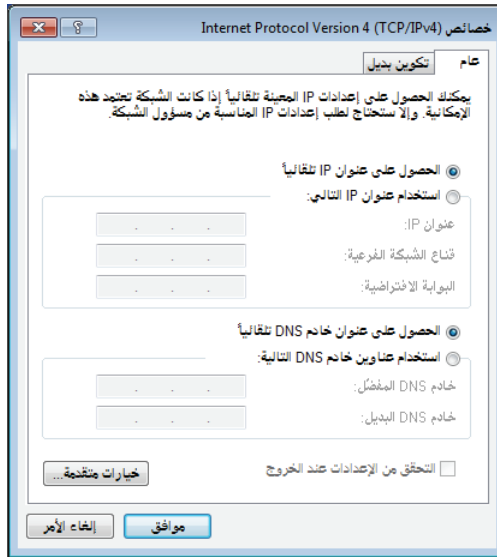 خصائص Internet Protocol Version 4 (TCP/IPv4)
عام
تكوين بديل
يمكنك الحصول على إعدادات IP المعينة تلقائياً إذا كانت الشبكة تعتمد هذه
الإمكانية. وإلا ستحتاج لطلب إعدادات IP المناسبة من مسؤول الشبكة.
الحصول على عنوان IP تلقائياً
استخدام عنوان IP التالي:
عنوان IP:
قناع الشبكة الفرعية:
البوابة الافتراضية:
الحصول على عنوان خادم DNS تلقائياً
استخدام عناوين خادم DNS التالية:
خادم DNS المفضّل:
خادم DNS البديل:
التحقق من الإعدادات عند الخروج
خيارات متقدمة...
موافق
إلغاء الأمر